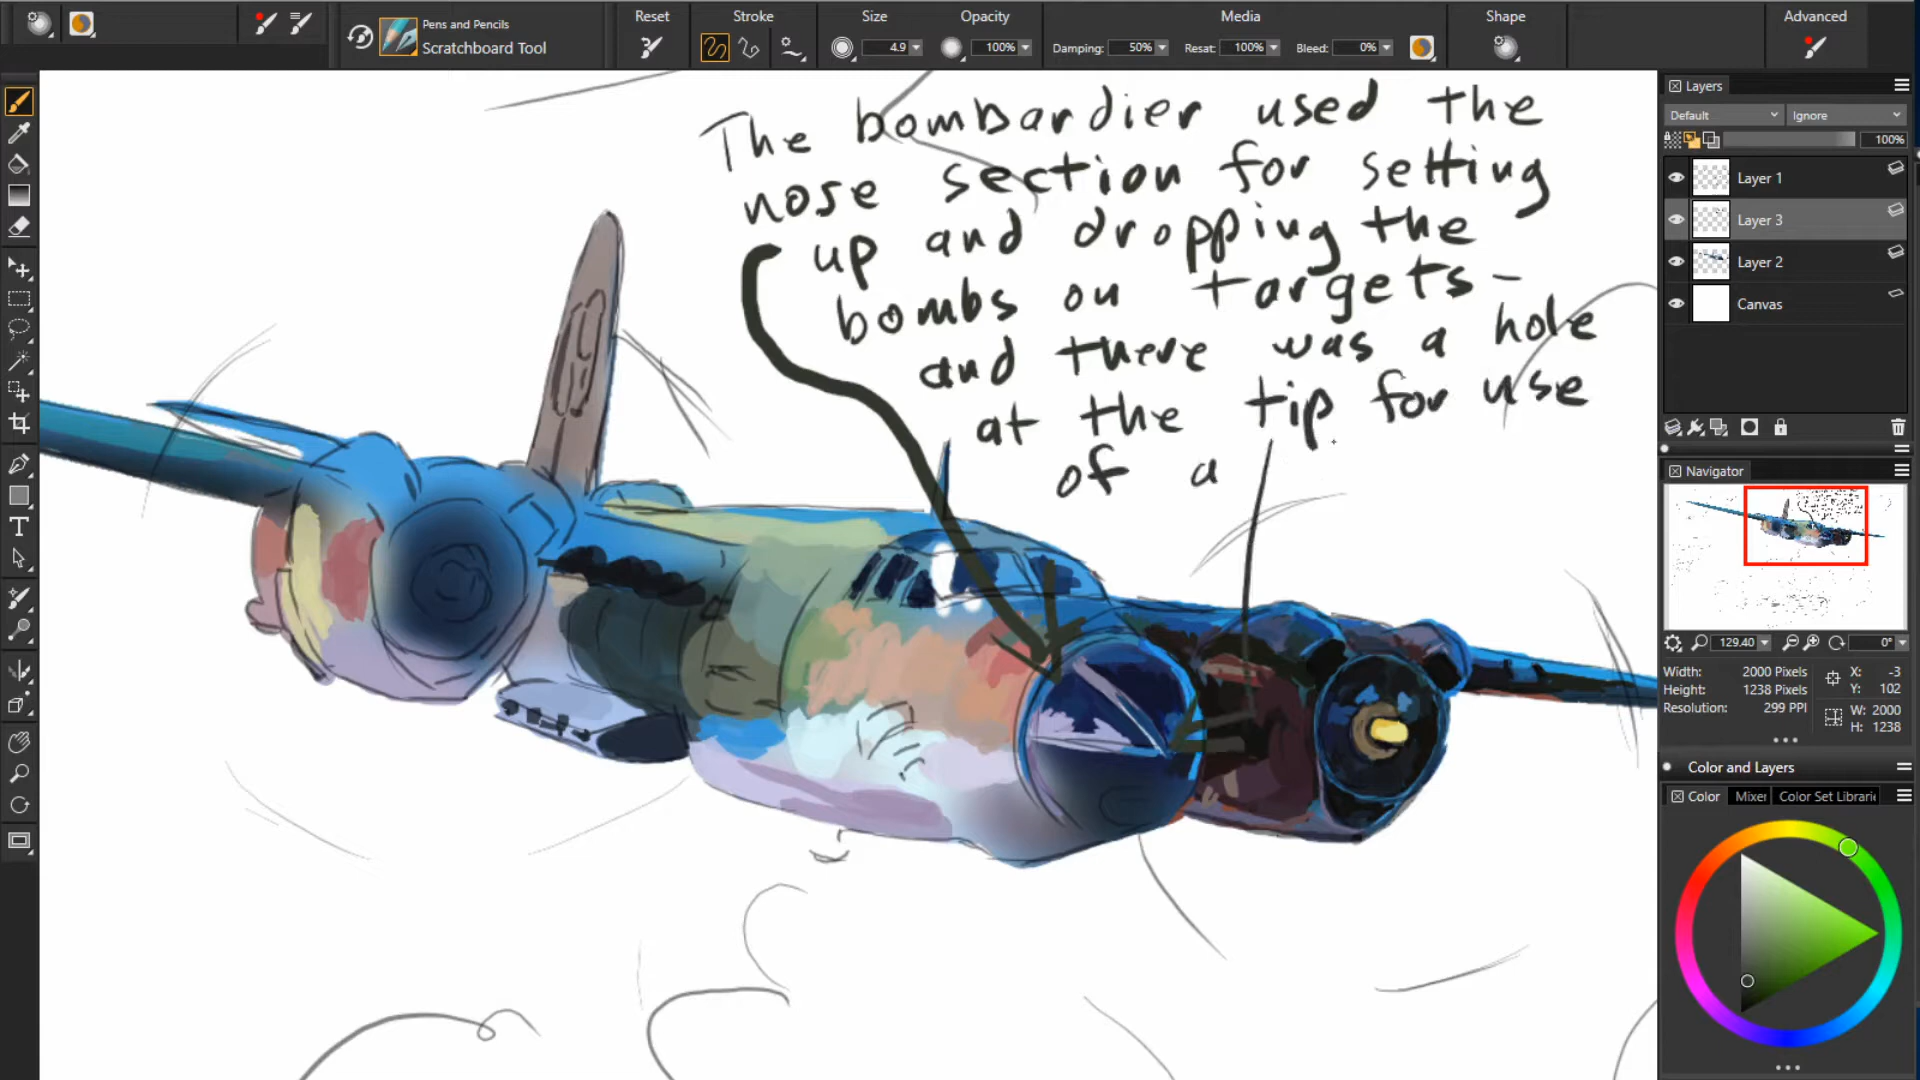 Reset
Stroke
Size
Opacity
Media
Shape
Advanced
Pens and Pencils
Scratchboard Tool
4.9
100%
Damping: 50%
Resat: 100%
Bleed: 0%
The bombardier used the
nose section for setting
up and dropping the
bombs on targets -
and there was a hole
at the tip for use
of a
Layers
Default
Ignore
100%
Layer 1
Layer 3
Layer 2
Canvas
Navigator
129.40
0°
Width: 2000 Pixels
Height: 1238 Pixels
Resolution: 299 PPI
X: -3
Y: 102
W: 2000
H: 1238
Color and Layers
Color
Mixer
Color Set Librari